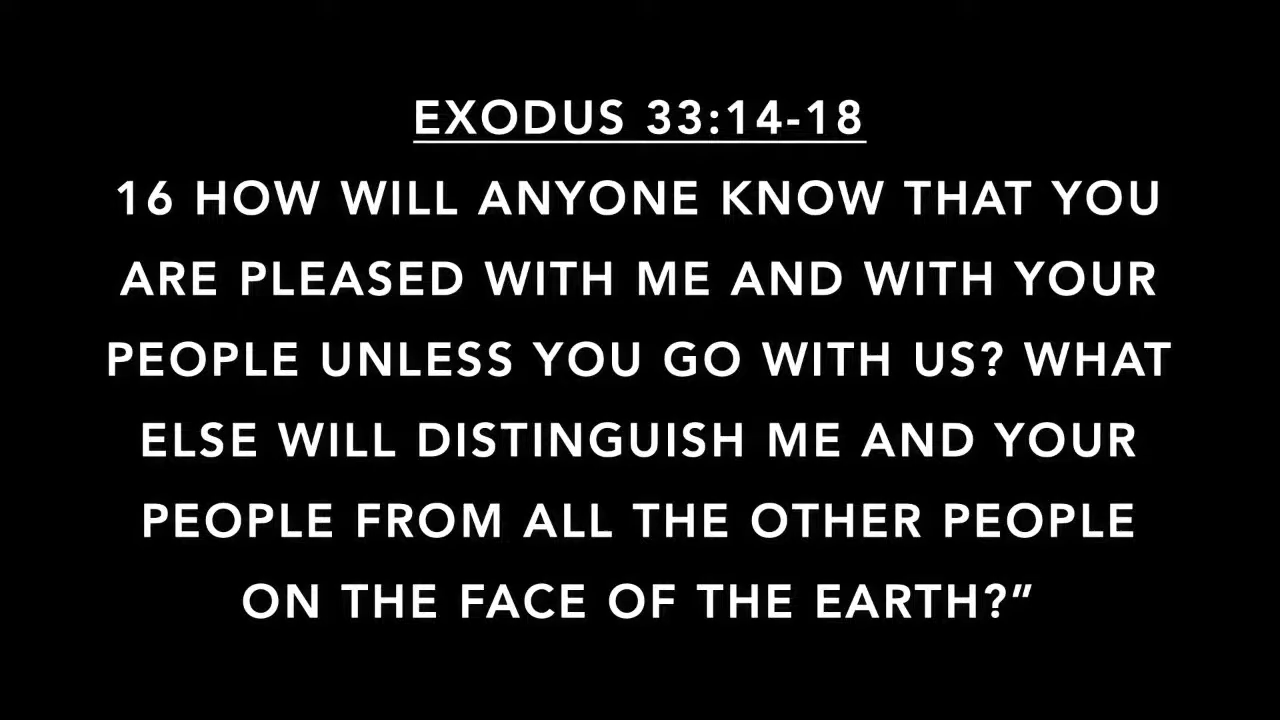 EXODUS 33:14-18
16 HOW WILL ANYONE KNOW THAT YOU
ARE PLEASED WITH ME AND WITH YOUR
PEOPLE UNLESS YOU GO WITH US? WHAT
ELSE WILL DISTINGUISH ME AND YOUR
PEOPLE FROM ALL THE OTHER PEOPLE
ON THE FACE OF THE EARTH?”